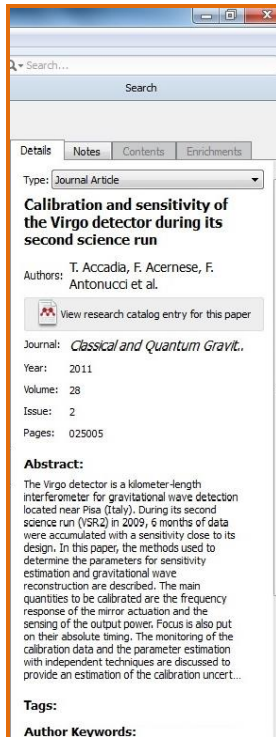 Search...
Search
Details Notes Contents Enrichments
Type: Journal Article
Calibration and sensitivity of
the Virgo detector during its
second science run
Authors: T. Accadia, F. Acernese, F.
Antonucci et al.
View research catalog entry for this paper
Journal: Classical and Quantum Gravit..
Year: 2011
Volume: 28
Issue: 2
Pages: 025005
Abstract:
The Virgo detector is a kilometer-length
interferometer for gravitational wave detection
located near Pisa (Italy). During its second
science run (VSR2) in 2009, 6 months of data
were accumulated with a sensitivity close to its
design. In this paper, the methods used to
determine the parameters for sensitivity
estimation and gravitational wave
reconstruction are described. The main
quantities to be calibrated are the frequency
response of the mirror actuation and the
sensing of the output power. Focus is also put
on their absolute timing. The monitoring of the
calibration data and the parameter estimation
with independent techniques are discussed to
provide an estimation of the calibration uncert...
Tags:
Author Keywords: